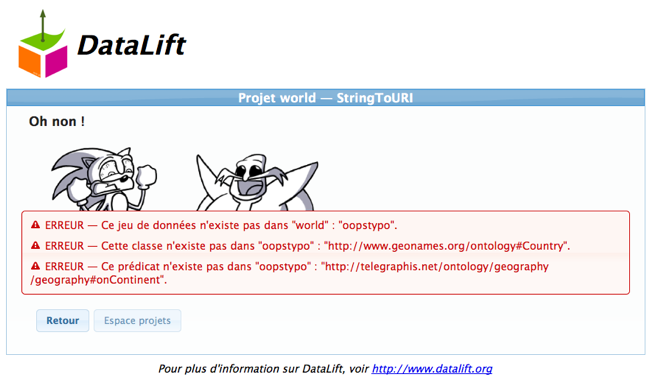 DataLift
Projet world — StringToURI
Oh non !
ERREUR — Ce jeu de données n'existe pas dans "world" : "oopstypo".
ERREUR — Cette classe n'existe pas dans "oopstypo" : "http://www.geonames.org/ontology#Country".
ERREUR — Ce prédicat n'existe pas dans "oopstypo" : "http://telegraphis.net/ontology/geography
/geography#onContinent".
Retour Espace projets
Pour plus d'information sur DataLift, voir http://www.datalift.org